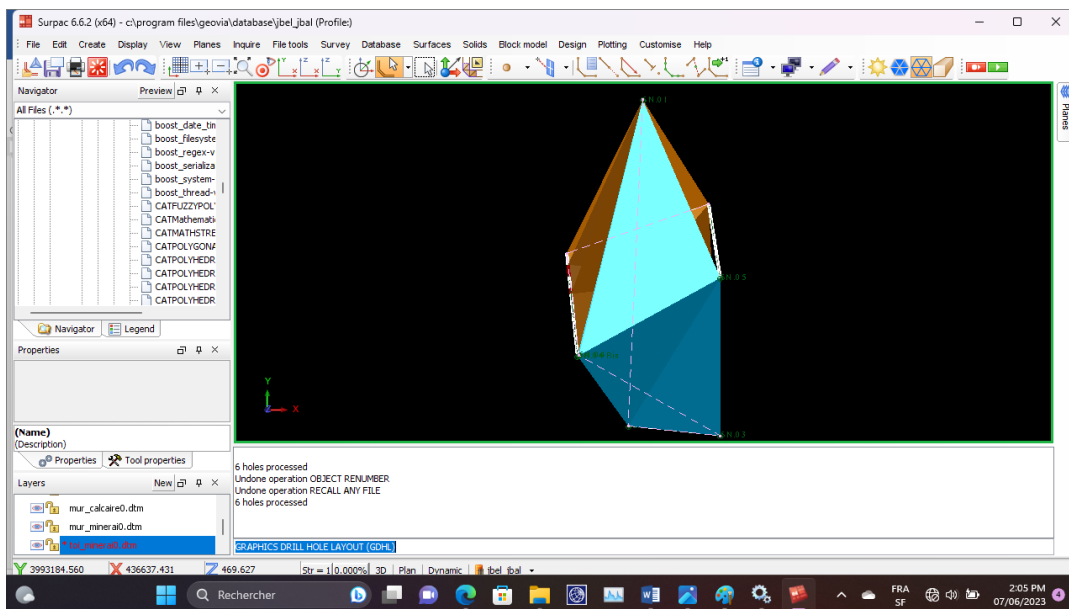 Surpac 6.6.2 (x64) - c:\program files\geovia\database\jbel_jbal (Profile:)
File Edit Create Display View Planes Inquire File tools Survey Database Surfaces Solids Block model Design Plotting Customise Help
Navigator Preview
All Files (*.*)
boost_date_tin
boost_filesyste
boost_regex-v
boost_serializa
boost_system-
boost_thread-v
CATFUZZYPOL
CATMathemati
CATMATHSTRE
CATPOLYGONA
CATPOLYHEDR
CATPOLYHEDR
CATPOLYHEDR
CATPOLYHEDR
Navigator Legend
Properties
(Name)
(Description)
Properties Tool properties
Layers New
mur_calcaire0.dtm
mur_minerai0.dtm
Planes
Y
Z X
6 holes processed
Undone operation OBJECT RENUMBER
Undone operation RECALL ANY FILE
6 holes processed
GRAPHICS DRILL HOLE LAYOUT (GDHL)
Y 3993184.560 X 436637.431 Z 469.627 Str = 1 0.000% 3D Plan Dynamic jbel_jbal
Rechercher
FRA
SF
2:05 PM
07/06/2023
4